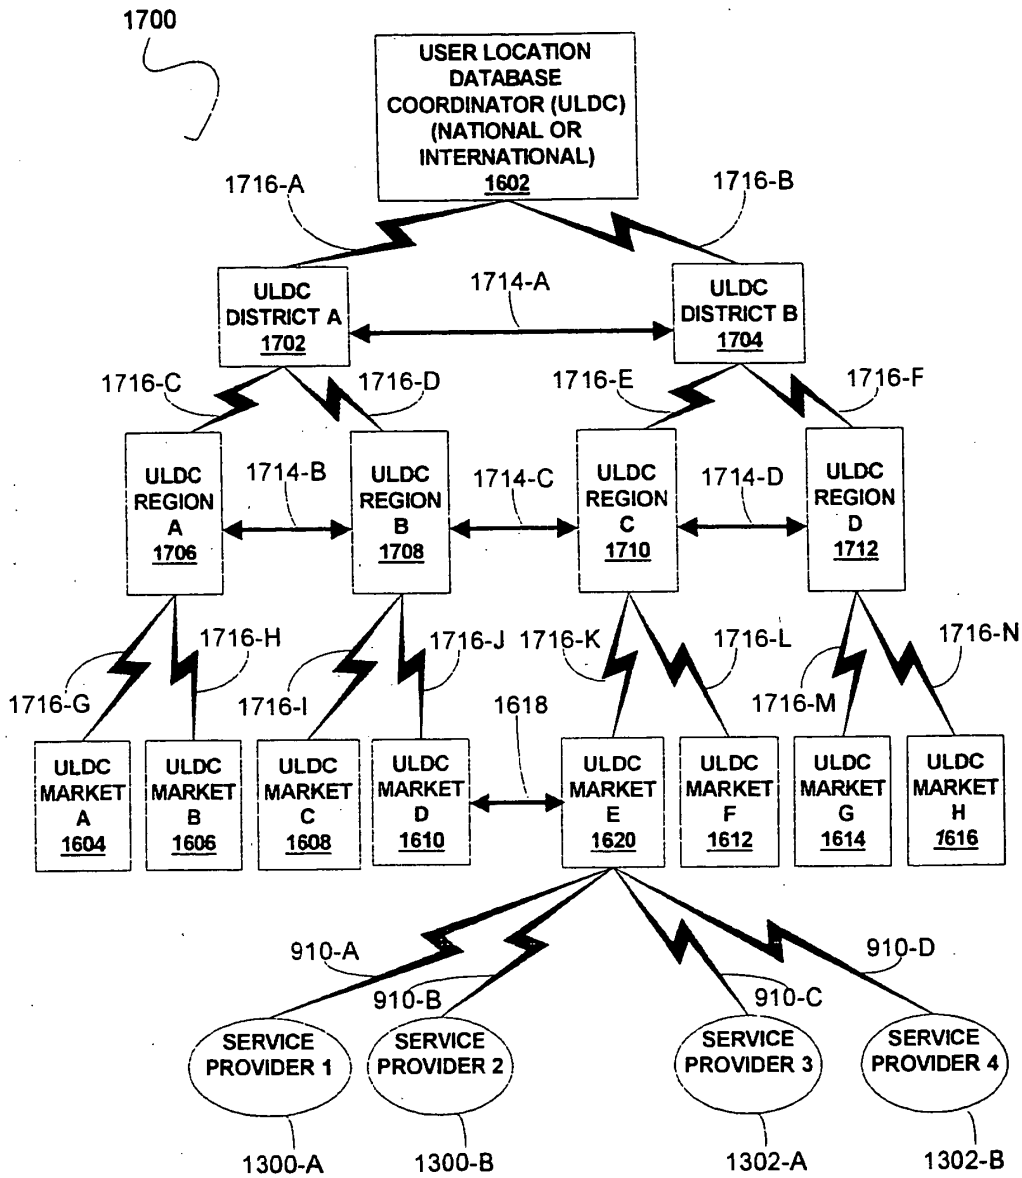 1700
USER LOCATION
DATABASE
COORDINATOR (ULDC)
(NATIONAL OR
INTERNATIONAL)
1602
1716-A
1716-B
ULDC
DISTRICT A
1702
1714-A
ULDC
DISTRICT B
1704
1716-C
1716-D
1716-E
1716-F
ULDC
REGION
A
1706
1714-B
ULDC
REGION
B
1708
1714-C
ULDC
REGION
C
1710
1714-D
ULDC
REGION
D
1712
1716-G
1716-H
1716-I
1716-J
1716-K
1716-L
1716-M
1716-N
1618
ULDC
MARKET
A
1604
ULDC
MARKET
B
1606
ULDC
MARKET
C
1608
ULDC
MARKET
D
1610
ULDC
MARKET
E
1620
ULDC
MARKET
F
1612
ULDC
MARKET
G
1614
ULDC
MARKET
H
1616
910-A
910-B
910-C
910-D
SERVICE
PROVIDER 1
SERVICE
PROVIDER 2
SERVICE
PROVIDER 3
SERVICE
PROVIDER 4
1300-A
1300-B
1302-A
1302-B